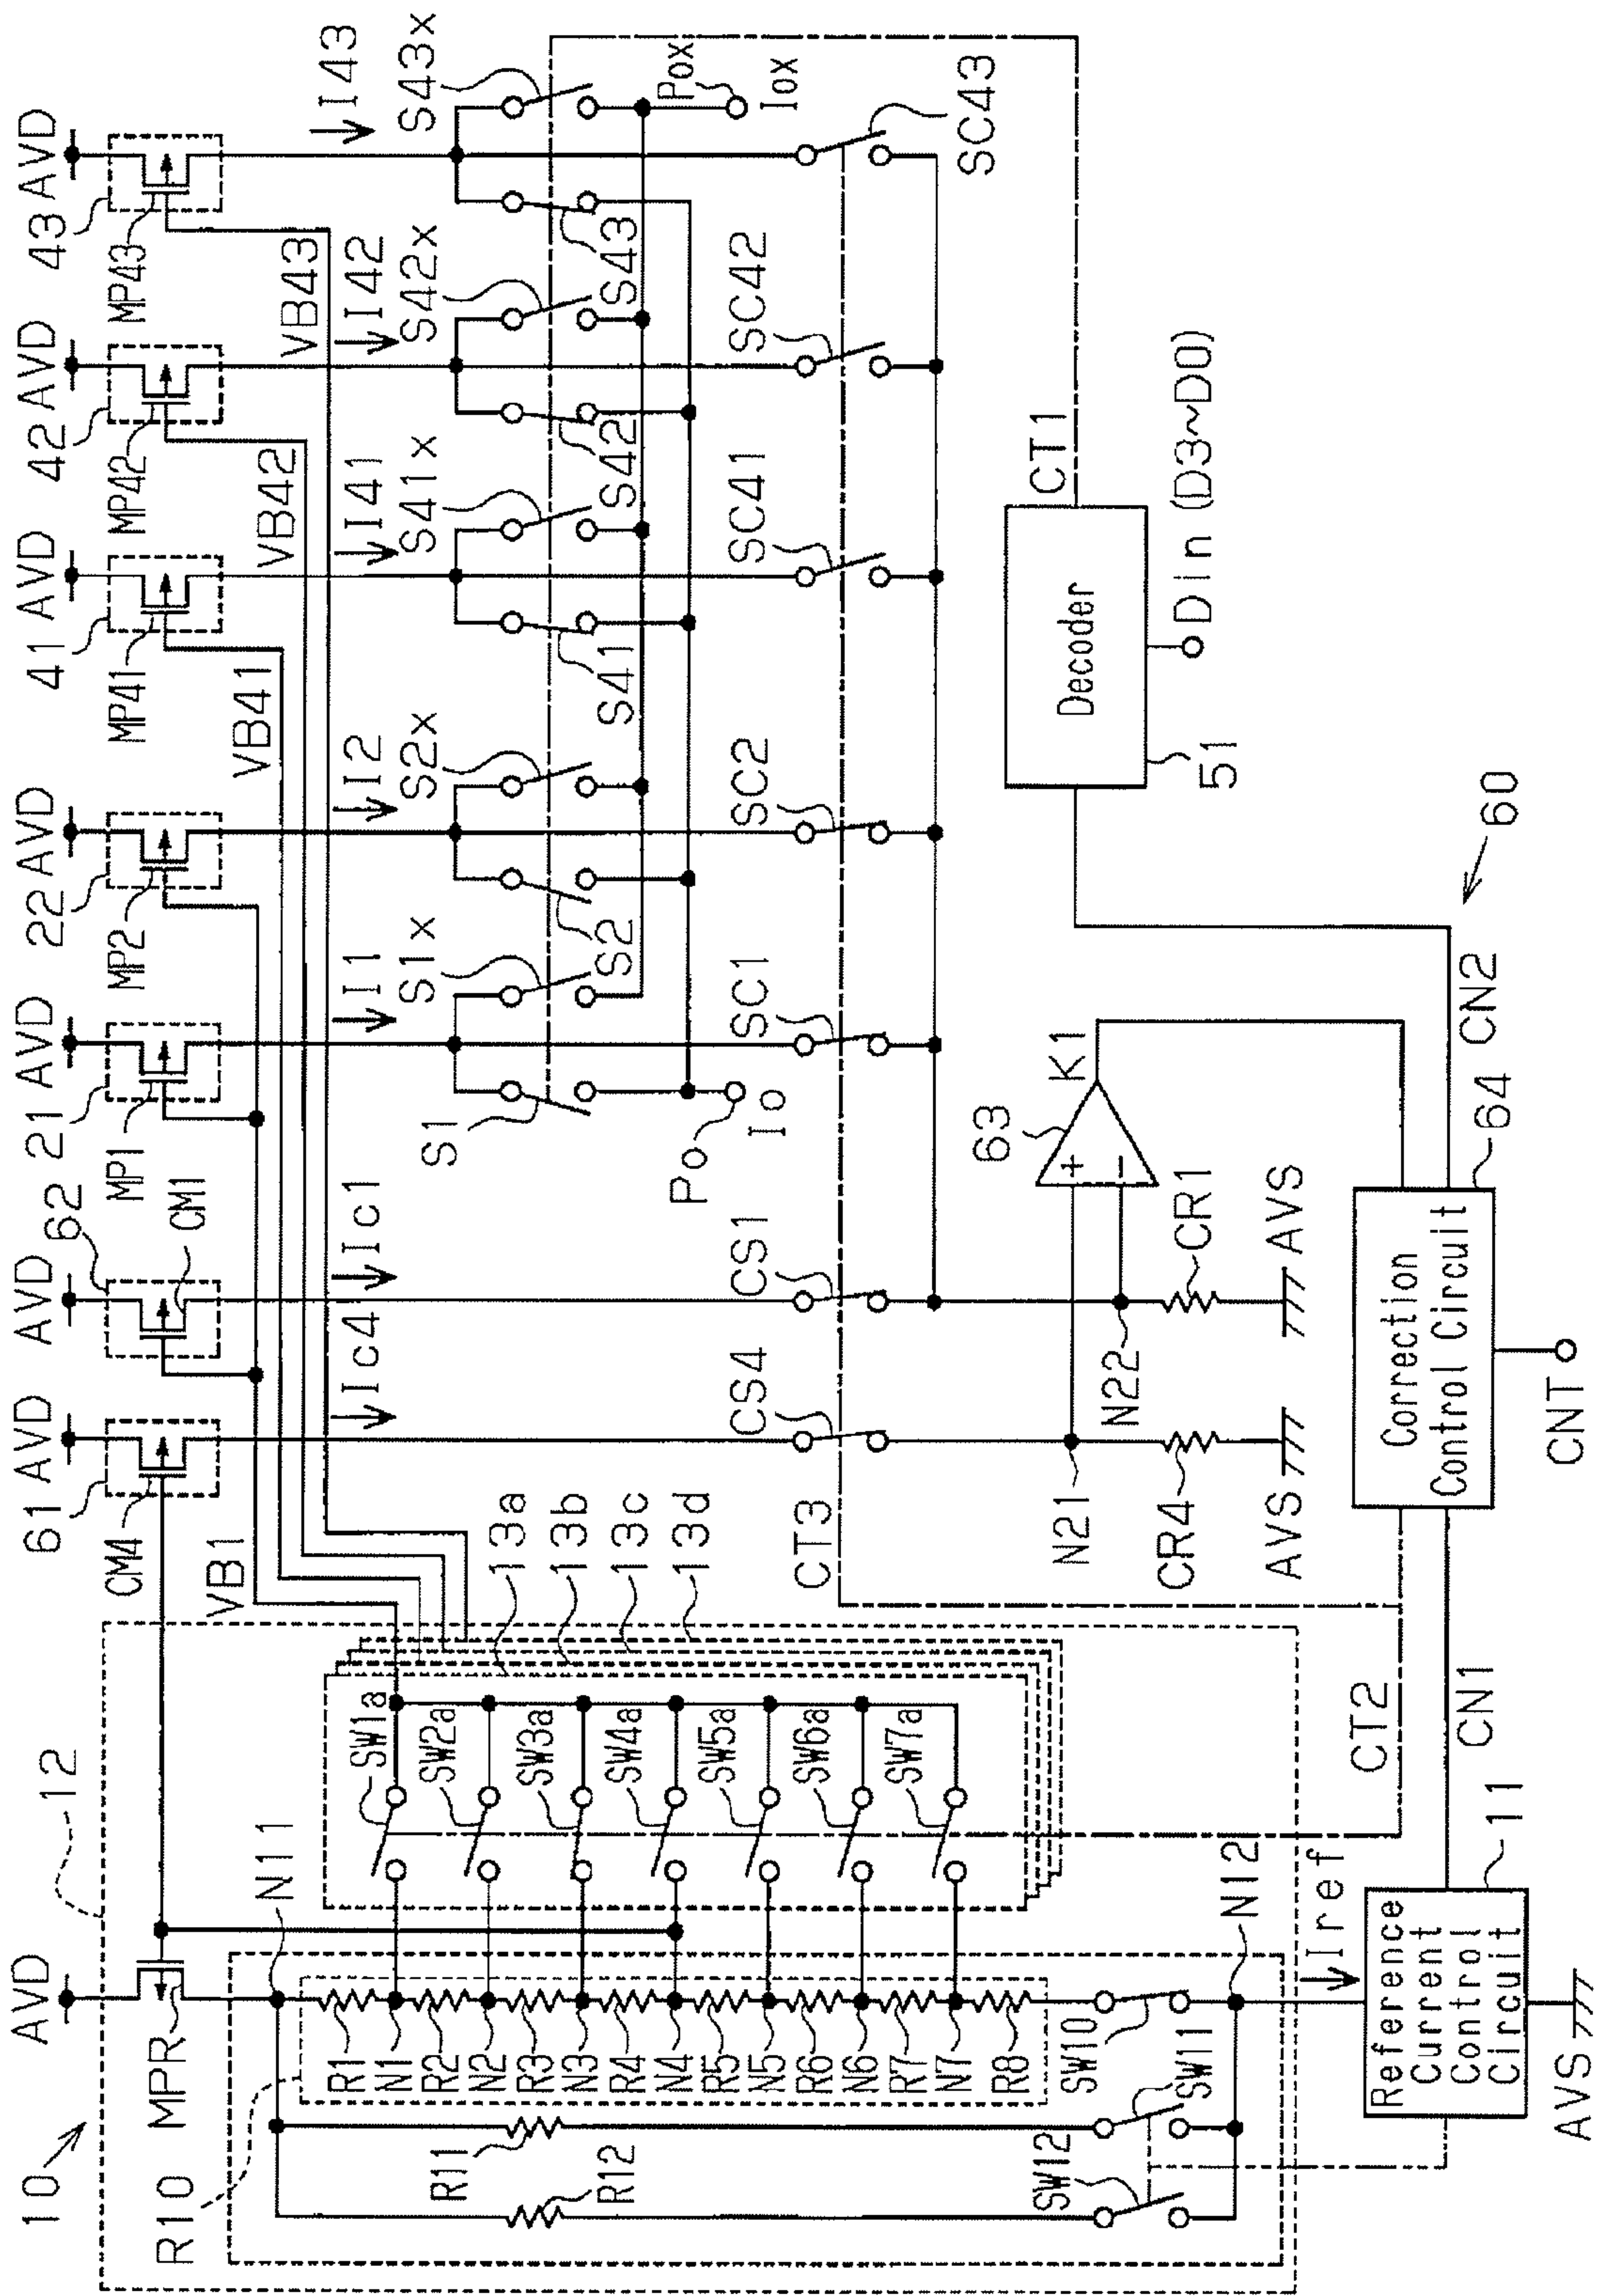 10
12
AVD
MPR
R10
N11
R1
N1
R2
N2
R3
N3
R4
N4
R5
N5
R6
N6
R7
N7
R8
R11
R12
SW10
SW11
SW12
N12
Iref
Reference
Current
Control
Circuit
11
AVS
SW1a
SW2a
SW3a
SW4a
SW5a
SW6a
SW7a
13a
13b
13c
13d
VB1
VB41
VB42
VB43
CT2
CN1
61
AVD
CM4
Ic4
CS4
CT3
N21
CR4
AVS
62
AVD
CM1
Ic1
CS1
N22
CR1
AVS
63
K1
Correction
Control Circuit
64
CNT
CN2
60
21
AVD
MP1
I1
S1
S1x
SC1
Po
Io
22
AVD
MP2
I2
S2
S2x
SC2
41
AVD
MP41
I41
S41
S41x
SC41
42
AVD
MP42
I42
S42
S42x
SC42
43
AVD
MP43
I43
S43
S43x
SC43
Pox
Iox
Decoder
51
CT1
Din (D3~D0)